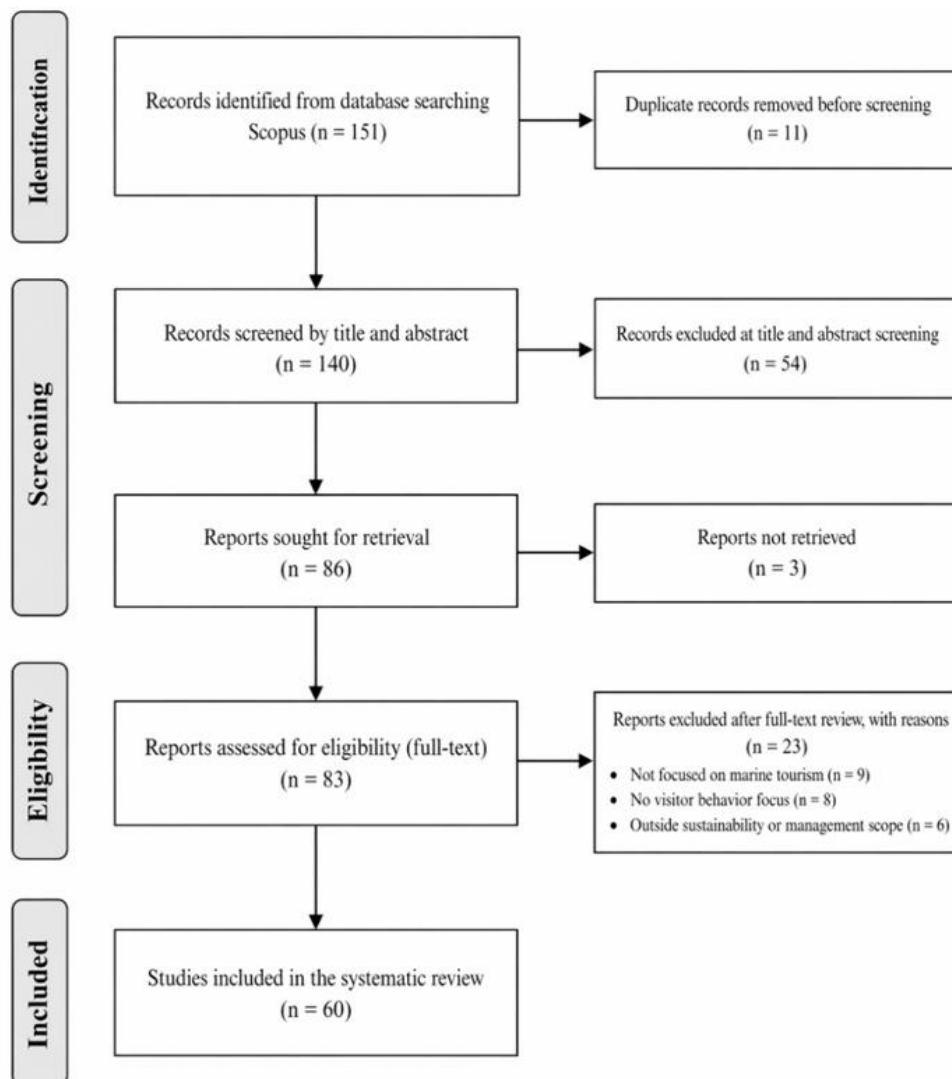 Identification
Records identified from database searching
Scopus (n = 151)
Duplicate records removed before screening
(n = 11)
Screening
Records screened by title and abstract
(n = 140)
Records excluded at title and abstract screening
(n = 54)
Reports sought for retrieval
(n = 86)
Reports not retrieved
(n = 3)
Eligibility
Reports assessed for eligibility (full-text)
(n = 83)
Reports excluded after full-text review, with reasons
(n = 23)
• Not focused on marine tourism (n = 9)
• No visitor behavior focus (n = 8)
• Outside sustainability or management scope (n = 6)
Included
Studies included in the systematic review
(n = 60)